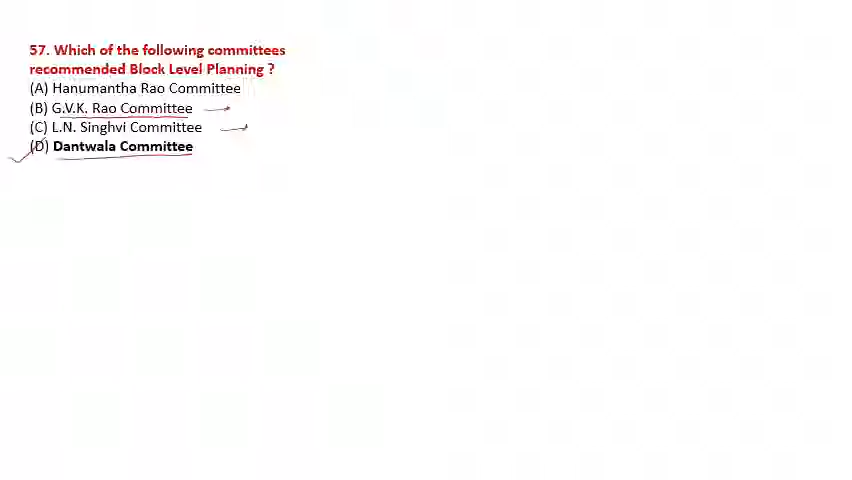 57. Which of the following committees
recommended Block Level Planning ?
(A) Hanumantha Rao Committee
(B) G.V.K. Rao Committee
(C) L.N. Singhvi Committee
(D) Dantwala Committee